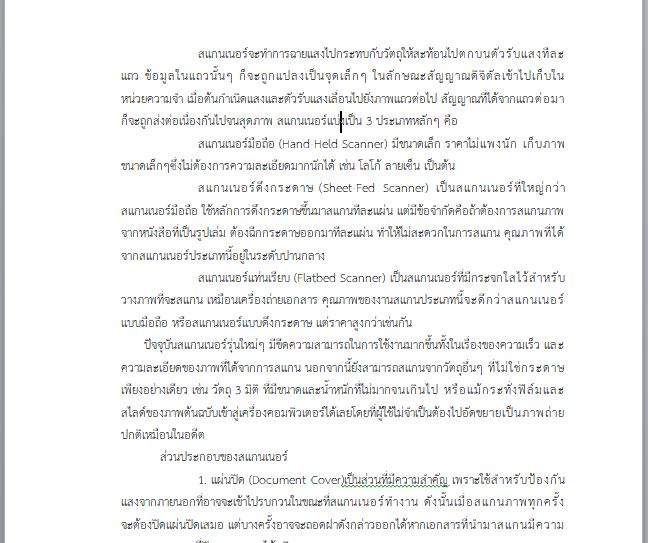 สแกนเนอร์จะทำการฉายแสงไปกระทบกับวัตถุให้สะท้อนไปตกบนตัวรับแสงทีละ
แถว ข้อมูลในแถวนั้นๆ ก็จะถูกแปลงเป็นจุดเล็กๆ ในลักษณะสัญญาณดิจิตัลเข้าไปเก็บใน
หน่วยความจำ เมื่อต้นกำเนิดแสงและตัวรับแสงเลื่อนไปยังภาพแถวต่อไป สัญญาณที่ได้จากแถวต่อมา
ก็จะถูกส่งต่อเนื่องกันไปจนสุดภาพ สแกนเนอร์แบ่งเป็น 3 ประเภทหลักๆ คือ
สแกนเนอร์มือถือ (Hand Held Scanner) มีขนาดเล็ก ราคาไม่แพงนัก เก็บภาพ
ขนาดเล็กๆซึ่งไม่ต้องการความละเอียดมากนักได้ เช่น โลโก้ ลายเซ็น เป็นต้น
สแกนเนอร์ดึงกระดาษ (Sheet-Fed Scanner) เป็นสแกนเนอร์ที่ใหญ่กว่า
สแกนเนอร์มือถือ ใช้หลักการดึงกระดาษขึ้นมาสแกนทีละแผ่น แต่มีข้อจำกัดคือถ้าต้องการสแกนภาพ
จากหนังสือที่เป็นรูปเล่ม ต้องฉีกกระดาษออกมาทีละแผ่น ทำให้ไม่สะดวกในการสแกน คุณภาพที่ได้
จากสแกนเนอร์ประเภทนี้อยู่ในระดับปานกลาง
สแกนเนอร์แท่นเรียบ (Flatbed Scanner) เป็นสแกนเนอร์ที่มีกระจกใสไว้สำหรับ
วางภาพที่จะสแกน เหมือนเครื่องถ่ายเอกสาร คุณภาพของงานสแกนประเภทนี้จะดีกว่าสแกนเนอร์
แบบมือถือ หรือสแกนเนอร์แบบดึงกระดาษ แต่ราคาสูงกว่าเช่นกัน
ปัจจุบันสแกนเนอร์รุ่นใหม่ๆ มีขีดความสามารถในการใช้งานมากขึ้นทั้งในเรื่องของความเร็ว และ
ความละเอียดของภาพที่ได้จากการสแกน นอกจากนี้ยังสามารถสแกนจากวัตถุอื่นๆ ที่ไม่ใช่กระดาษ
เพียงอย่างเดียว เช่น วัตถุ 3 มิติ ที่มีขนาดและน้ำหนักที่ไม่มากจนเกินไป หรือแม้กระทั่งฟิล์มและ
สไลด์ของภาพต้นฉบับเข้าสู่เครื่องคอมพิวเตอร์ได้เลยโดยที่ผู้ใช้ไม่จำเป็นต้องไปอัดขยายเป็นภาพถ่าย
ปกติเหมือนในอดีต
ส่วนประกอบของสแกนเนอร์
1. แผ่นปิด (Document Cover)เป็นส่วนที่มีความสำคัญ เพราะใช้สำหรับป้องกัน
แสงจากภายนอกที่อาจจะเข้าไปรบกวนในขณะที่สแกนเนอร์ทำงาน ดังนั้นเมื่อสแกนภาพทุกครั้ง
จะต้องปิดแผ่นปิดเสมอ แต่บางครั้งอาจจะถอดฝาดังกล่าวออกได้หากเอกสารที่นำมาสแกนมีความ